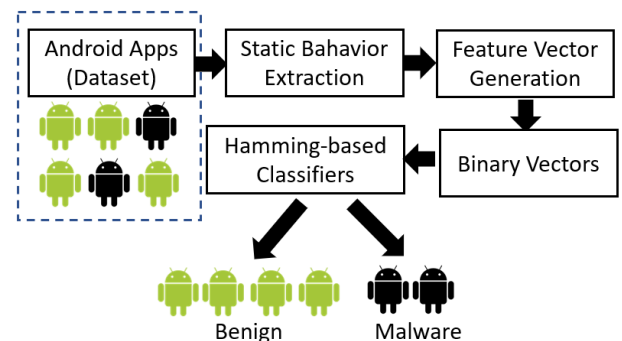 Android Apps
(Dataset)
Static Bahavior
Extraction
Feature Vector
Generation
Hamming-based
Classifiers
Binary Vectors
Benign
Malware